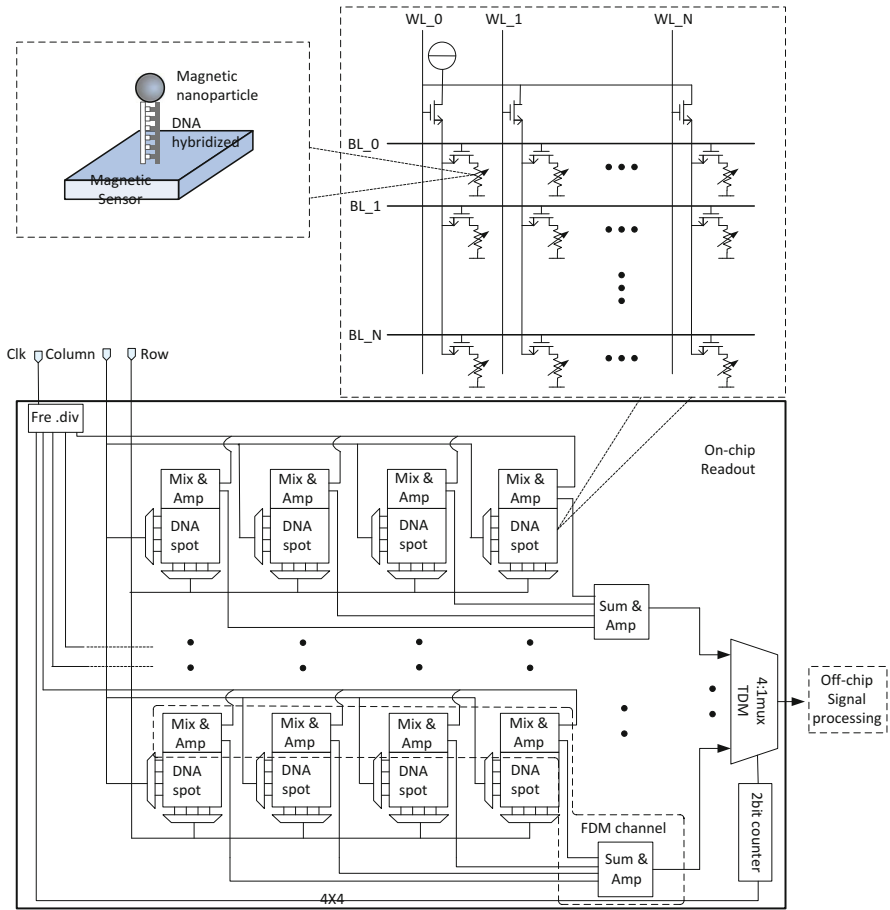 WL_0
WL_1
WL_N
Magnetic
nanoparticle
DNA
hybridized
Magnetic
Sensor
BL_0
BL_1
BL_N
Clk
Column
Row
Fre .div
On-chip
Readout
Mix &
Amp
DNA
spot
Mix &
Amp
DNA
spot
Mix &
Amp
DNA
spot
Mix &
Amp
DNA
spot
Sum &
Amp
4:1mux
TDM
Off-chip
Signal
processing
Mix &
Amp
DNA
spot
Mix &
Amp
DNA
spot
Mix &
Amp
DNA
spot
Mix &
Amp
DNA
spot
2bit counter
FDM channel
Sum &
Amp
4X4